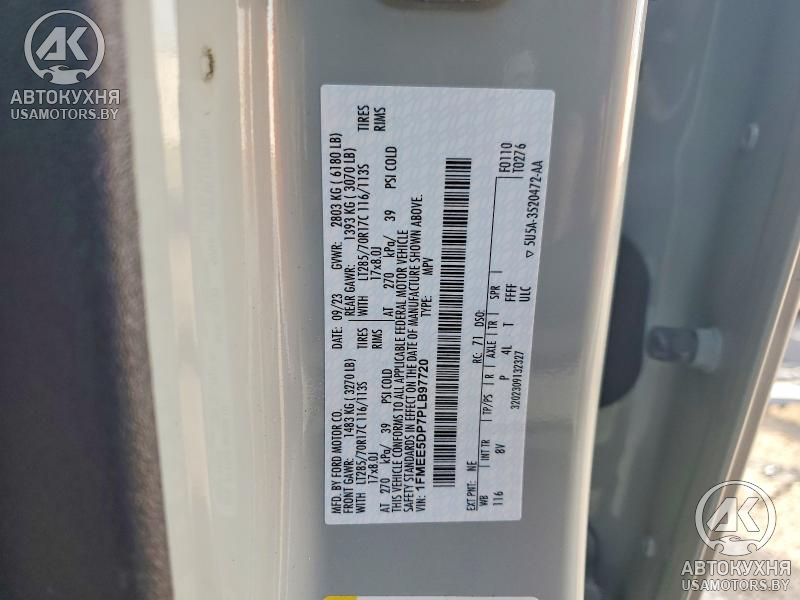 АК
АВТОКУХНЯ
USAMOTORS.BY
MFD. BY FORD MOTOR CO. DATE: 09/23 GVWR: 2803 KG ( 6180 LB)
FRONT GAWR: 1483 KG ( 3270 LB) REAR GAWR: 1393 KG ( 3070 LB)
WITH LT285/70R17C 116/113S TIRES WITH LT285/70R17C 116/113S TIRES
17x8.0J RIMS 17x8.0J RIMS
AT 270 kPa/ 39 PSI COLD AT 270 kPa/ 39 PSI COLD
THIS VEHICLE CONFORMS TO ALL APPLICABLE FEDERAL MOTOR VEHICLE
SAFETY STANDARDS IN EFFECT ON THE DATE OF MANUFACTURE SHOWN ABOVE.
VIN: 1FMEE5DP7PLB97720 TYPE: MPV
F0110
T0276
EXT PNT: NE RC: 71 DSO:
WB INT TR TP/PS R AXLE TR SPR
116 8V P 4L T FFFF
ULC
3202309132327
▽ 5U5A-3520472-AA
АК
АВТОКУХНЯ
USAMOTORS.BY